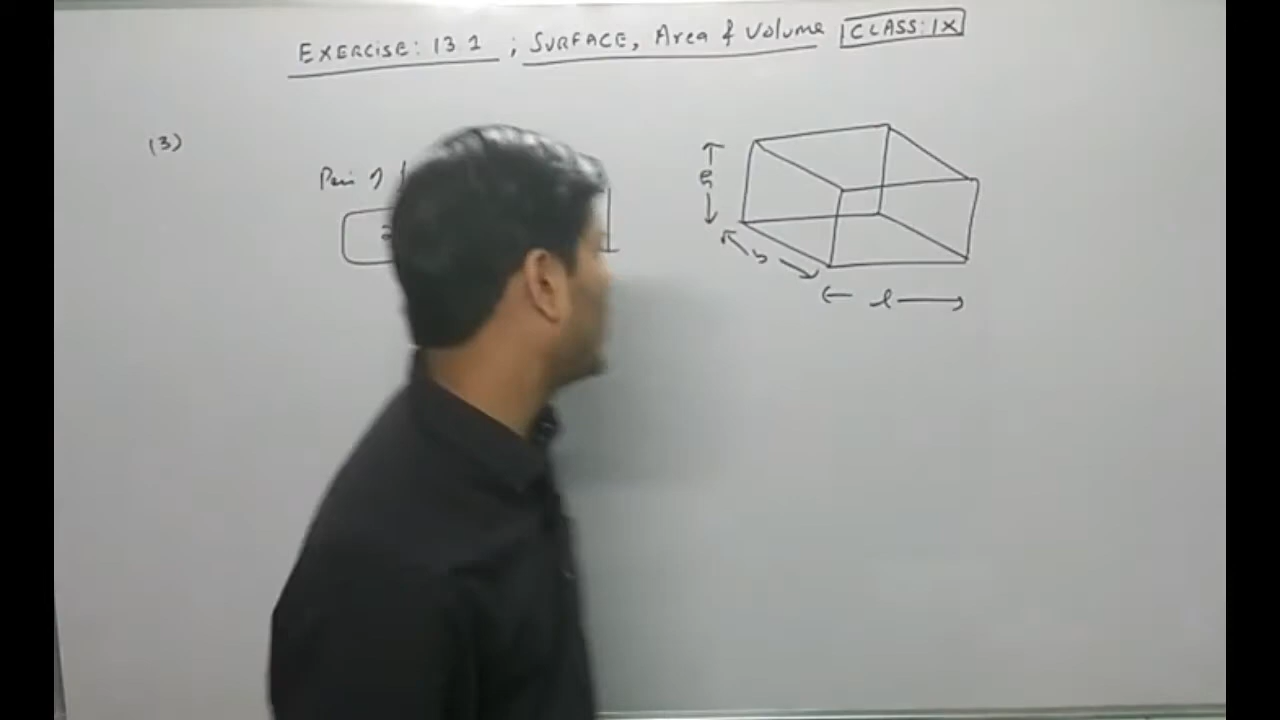 EXERCISE: 13 1 ; SURFACE, Area & Volume CLASS: IX
(3)
h
b
l